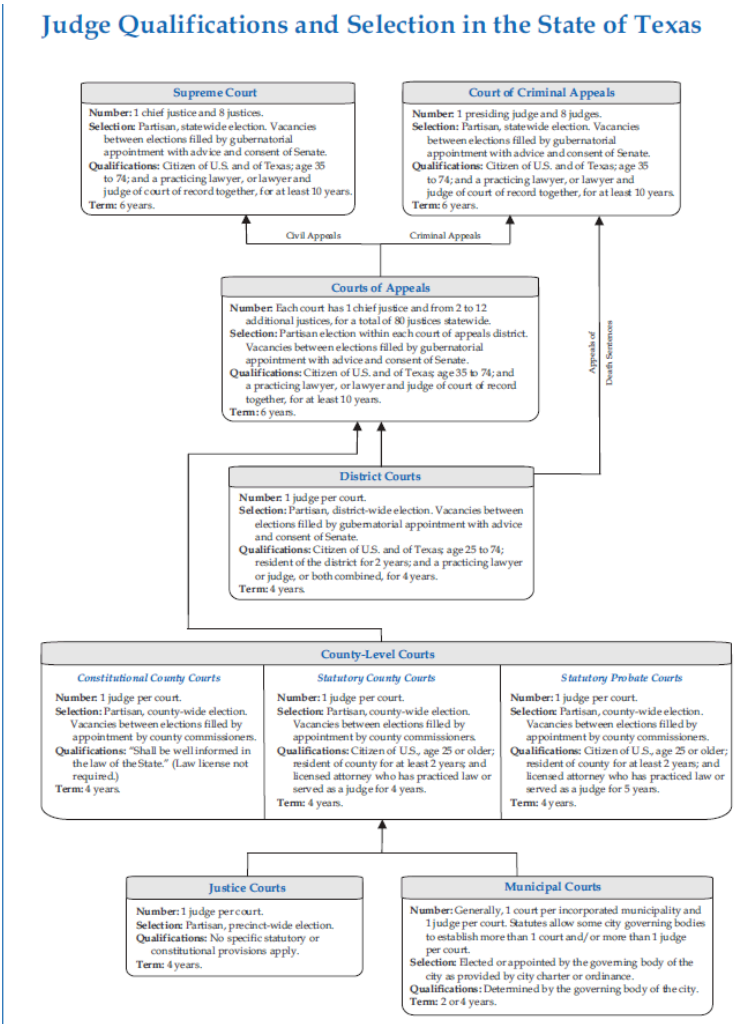 Judge Qualifications and Selection in the State of Texas
Supreme Court
Number: 1 chief justice and 8 justices.
Selection: Partisan, statewide election. Vacancies
between elections filled by gubernatorial
appointment with advice and consent of Senate.
Qualifications: Citizen of U.S. and of Texas; age 35
to 74; and a practicing lawyer, or lawyer and
judge of court of record together, for at least 10 years.
Term: 6 years.
Court of Criminal Appeals
Number: 1 presiding judge and 8 judges.
Selection: Partisan, statewide election. Vacancies
between elections filled by gubernatorial
appointment with advice and consent of Senate.
Qualifications: Citizen of U.S. and of Texas; age 35
to 74; and a practicing lawyer, or lawyer and
judge of court of record together, for at least 10 years.
Term: 6 years.
Civil Appeals
Criminal Appeals
Courts of Appeals
Number: Each court has 1 chief justice and from 2 to 12
additional justices, for a total of 80 justices statewide.
Selection: Partisan election within each court of appeals district.
Vacancies between elections filled by gubernatorial
appointment with advice and consent of Senate.
Qualifications: Citizen of U.S. and of Texas; age 35 to 74; and
a practicing lawyer, or lawyer and judge of court of record
together, for at least 10 years.
Term: 6 years.
Appeals of
Death Sentences
District Courts
Number: 1 judge per court.
Selection: Partisan, district-wide election. Vacancies between
elections filled by gubernatorial appointment with advice
and consent of Senate.
Qualifications: Citizen of U.S. and of Texas; age 25 to 74;
resident of the district for 2 years; and a practicing lawyer
or judge, or both combined, for 4 years.
Term: 4 years.
County-Level Courts
Constitutional County Courts
Number: 1 judge per court.
Selection: Partisan, county-wide election.
Vacancies between elections filled by
appointment by county commissioners.
Qualifications: "Shall be well informed in
the law of the State." (Law license not
required.)
Term: 4 years.
Statutory County Courts
Number: 1 judge per court.
Selection: Partisan, county-wide election.
Vacancies between elections filled by
appointment by county commissioners.
Qualifications: Citizen of U.S., age 25 or older;
resident of county for at least 2 years; and
licensed attorney who has practiced law or
served as a judge for 4 years.
Term: 4 years.
Statutory Probate Courts
Number: 1 judge per court.
Selection: Partisan, county-wide election.
Vacancies between elections filled by
appointment by county commissioners.
Qualifications: Citizen of U.S., age 25 or older;
resident of county for at least 2 years; and
licensed attorney who has practiced law or
served as a judge for 5 years.
Term: 4 years.
Justice Courts
Number: 1 judge per court.
Selection: Partisan, precinct-wide election.
Qualifications: No specific statutory or
constitutional provisions apply.
Term: 4 years.
Municipal Courts
Number: Generally, 1 court per incorporated municipality and
1 judge per court. Statutes allow some city governing bodies
to establish more than 1 court and/or more than 1 judge
per court.
Selection: Elected or appointed by the governing body of the
city as provided by city charter or ordinance.
Qualifications: Determined by the governing body of the city.
Term: 2 or 4 years.